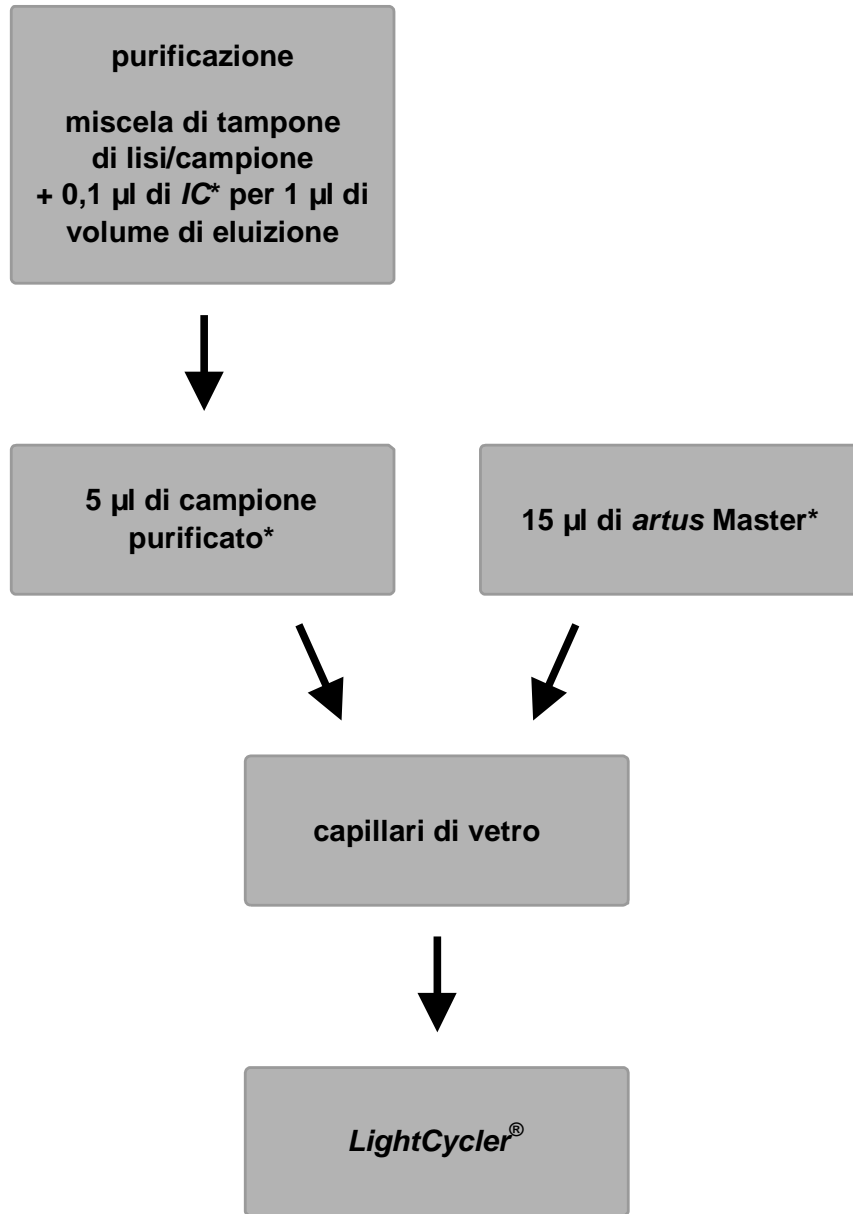 purificazione
miscela di tampone
di lisi/campione
+ 0,1 µl di IC* per 1 µl di
volume di eluizione
5 µl di campione
purificato*
15 µl di artus Master*
capillari di vetro
LightCycler®